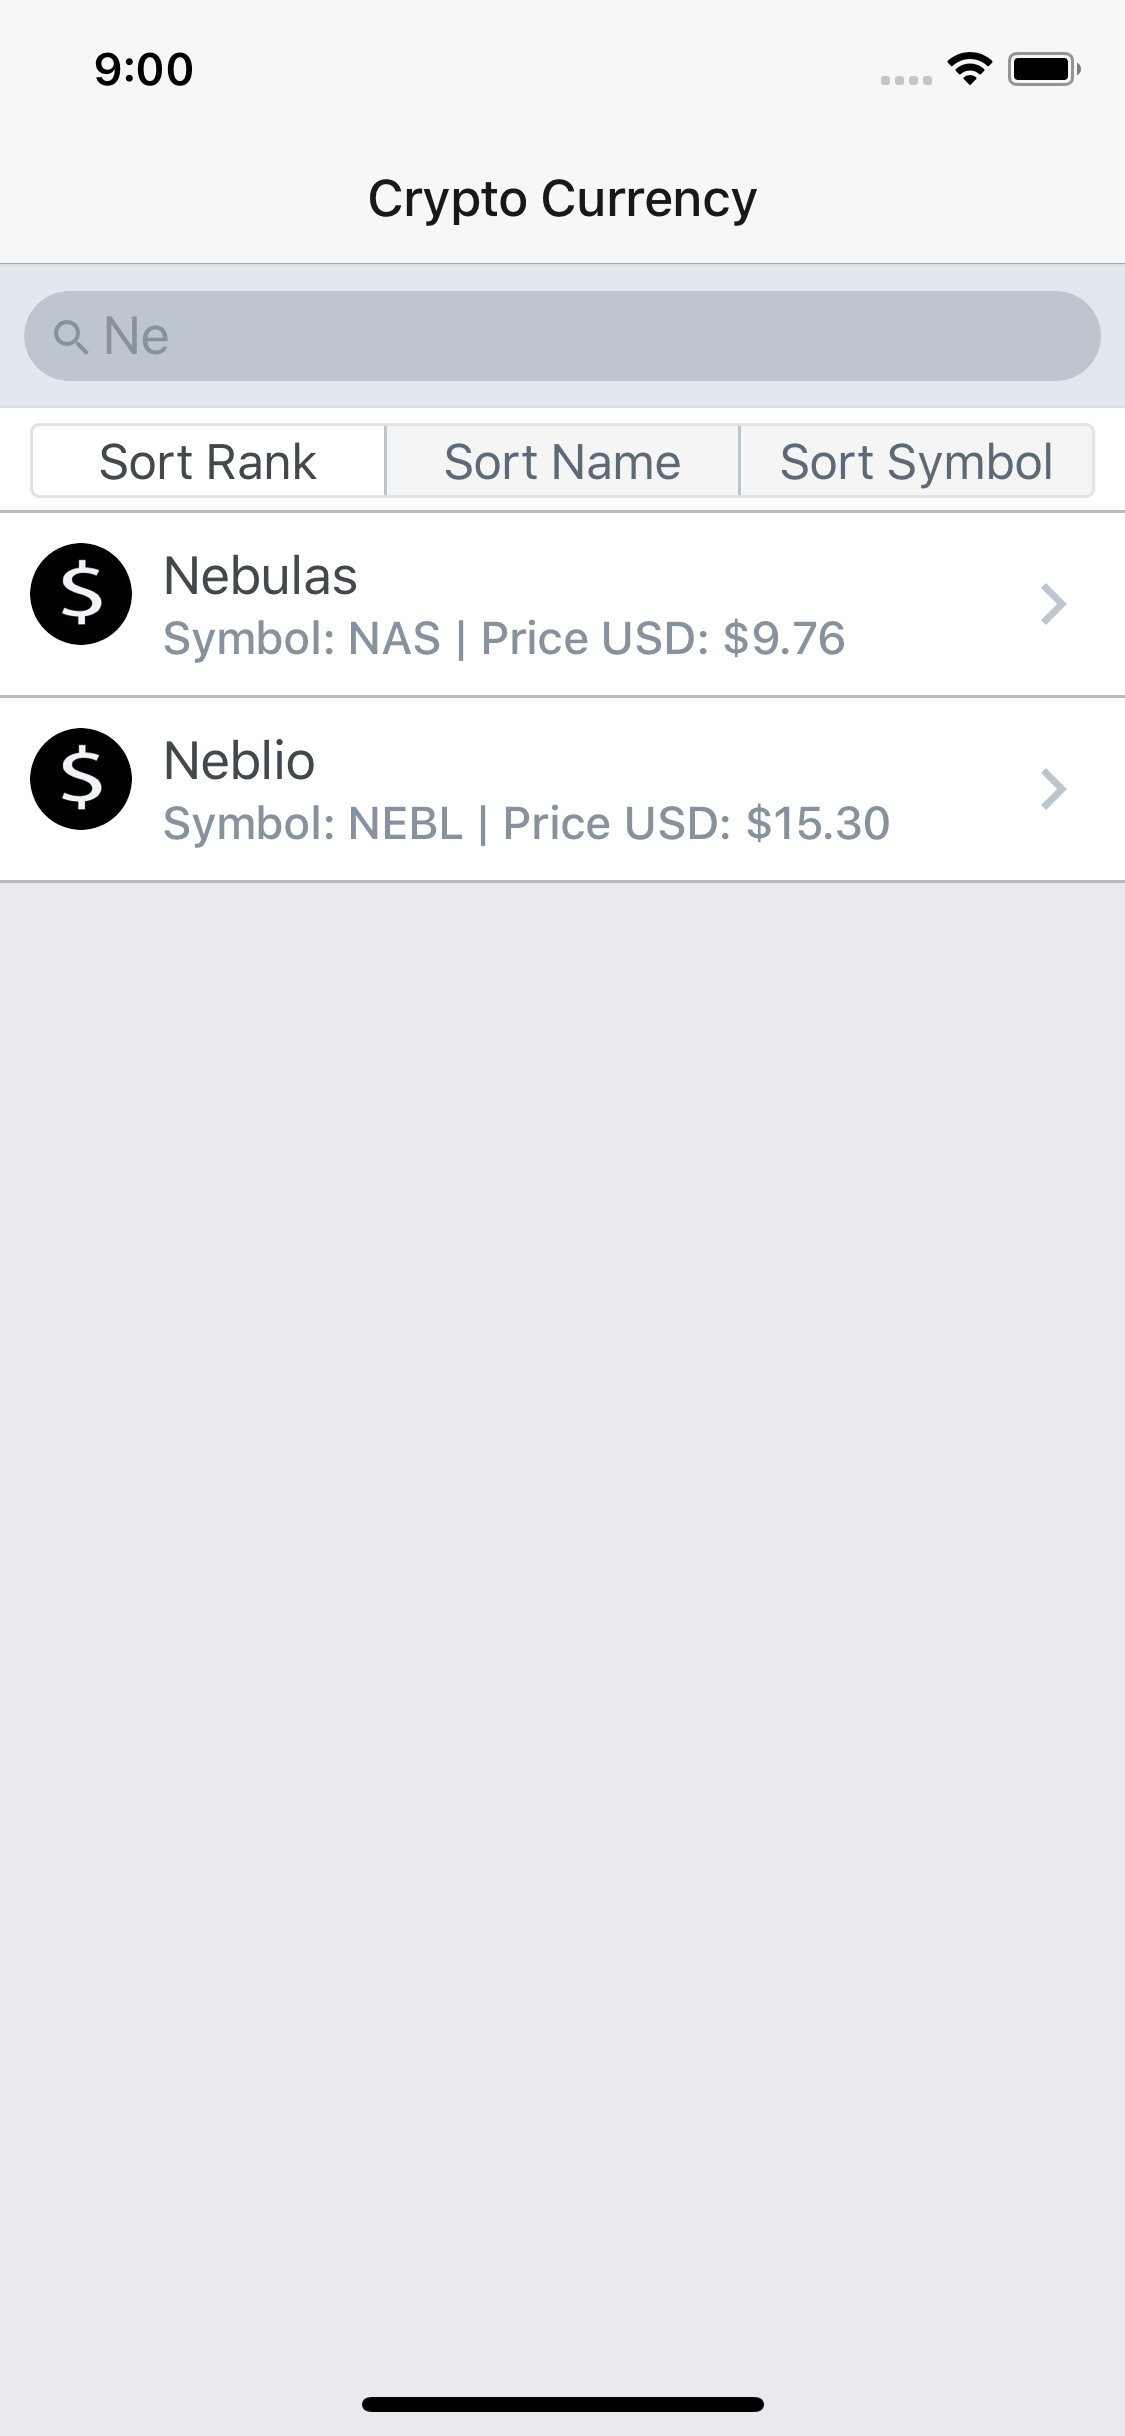 9:00
Crypto Currency
Ne
Sort Rank Sort Name Sort Symbol
$ Nebulas
Symbol: NAS | Price USD: $9.76
$ Neblio
Symbol: NEBL | Price USD: $15.30